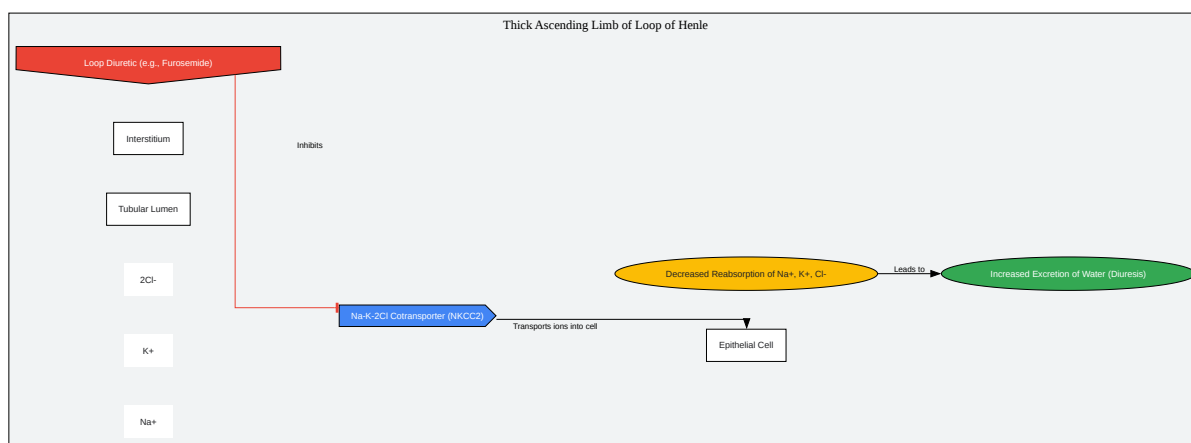 Thick Ascending Limb of Loop of Henle
Loop Diuretic (e.g., Furosemide)
Interstitium
Inhibits
Tubular Lumen
2Cl-
Decreased Reabsorption of Na+, K+, Cl-
Leads to
Increased Excretion of Water (Diuresis)
Na-K-2Cl Cotransporter (NKCC2)
Transports ions into cell
K+
Epithelial Cell
Na+